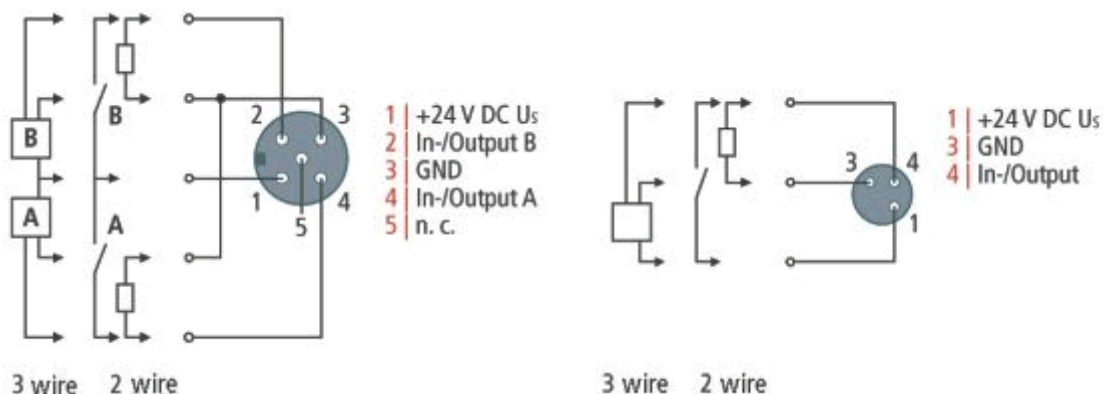 B
A
B
A
2
3
1
4
5
1 | +24 V DC Us
2 | In-/Output B
3 | GND
4 | In-/Output A
5 | n. c.
3 wire 2 wire
3
4
1
1 | +24 V DC Us
3 | GND
4 | In-/Output
3 wire 2 wire